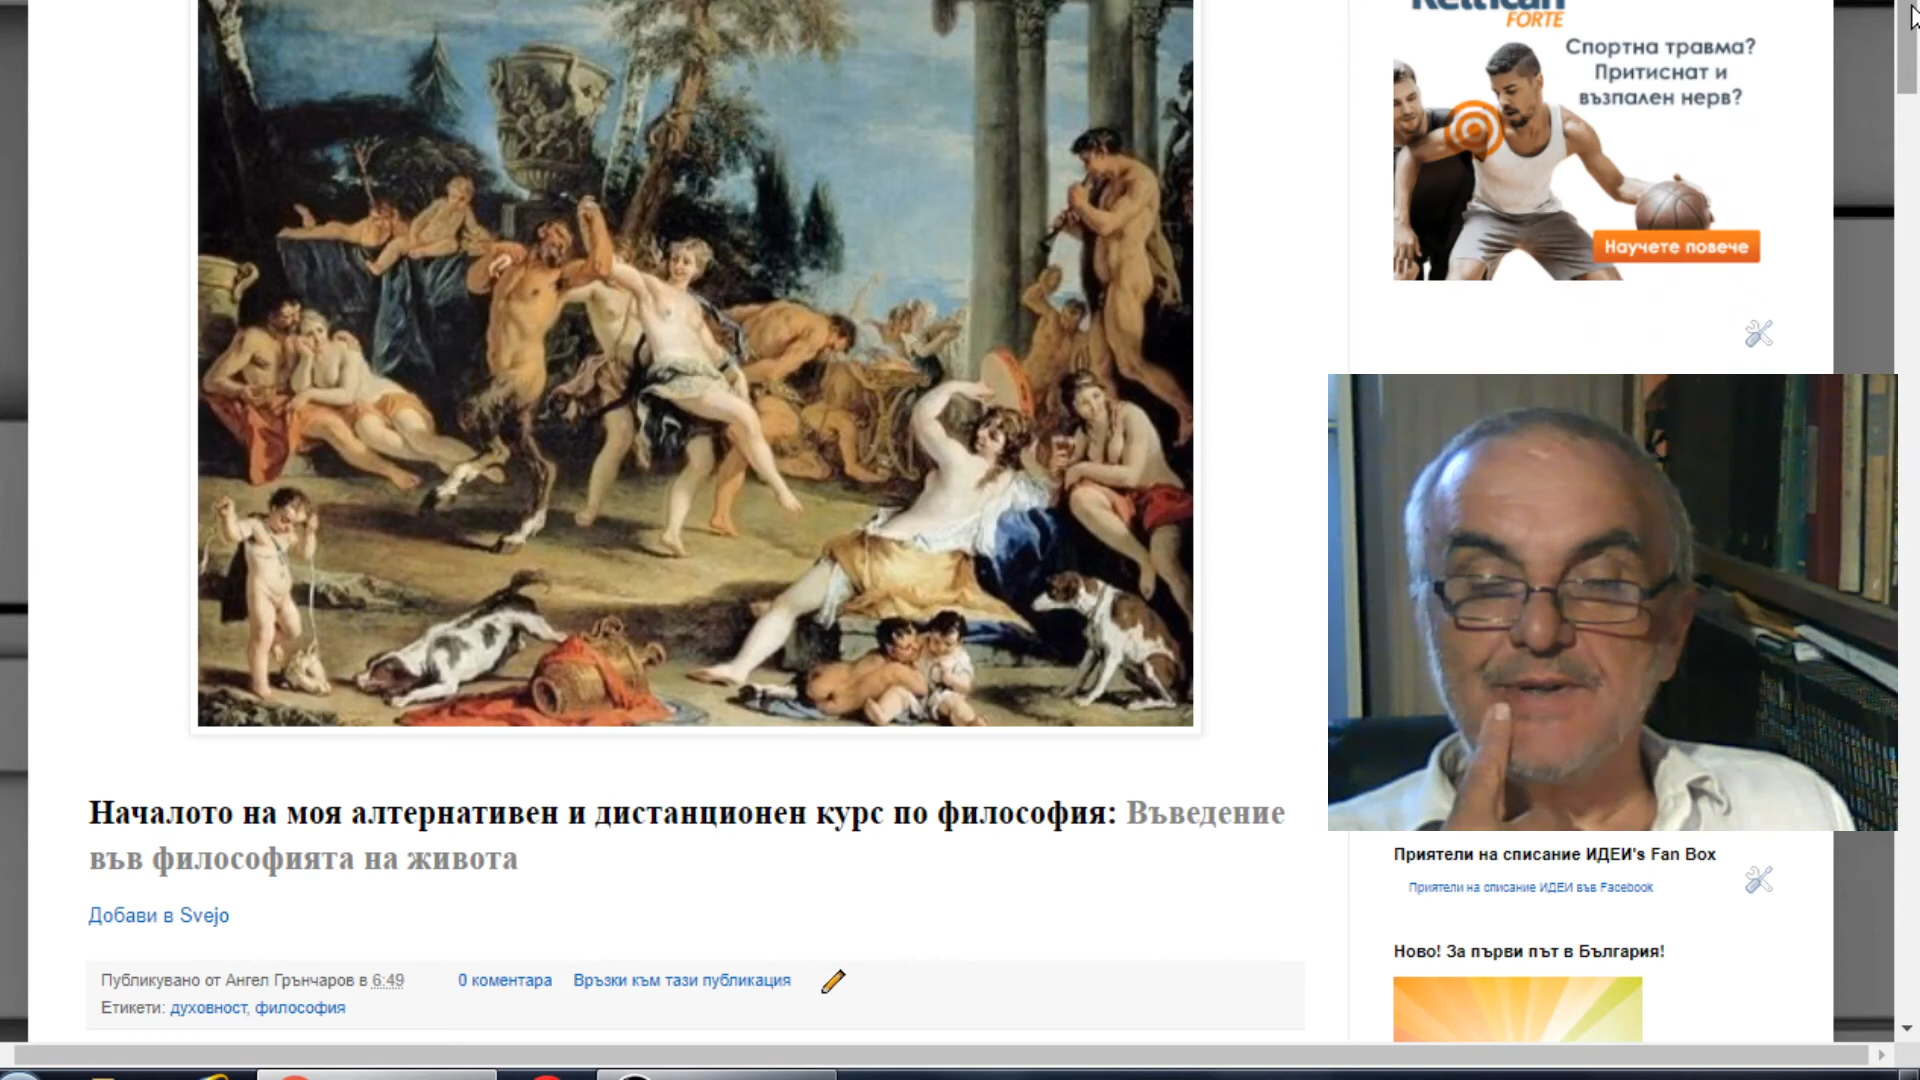 Началото на моя алтернативен и дистанционен курс по философия: Въведение
във философията на живота
Добави в Svejo
Публикувано от Ангел Грънчаров в 6:49 0 коментара Връзки към тази публикация
Етикети: духовност, философия
Keltican
FORTE
Спортна травма?
Притиснат и
възпален нерв?
Научете повече
Приятели на списание ИДЕИ's Fan Box
Приятели на списание ИДЕИ във Facebook
Ново! За първи път в България!